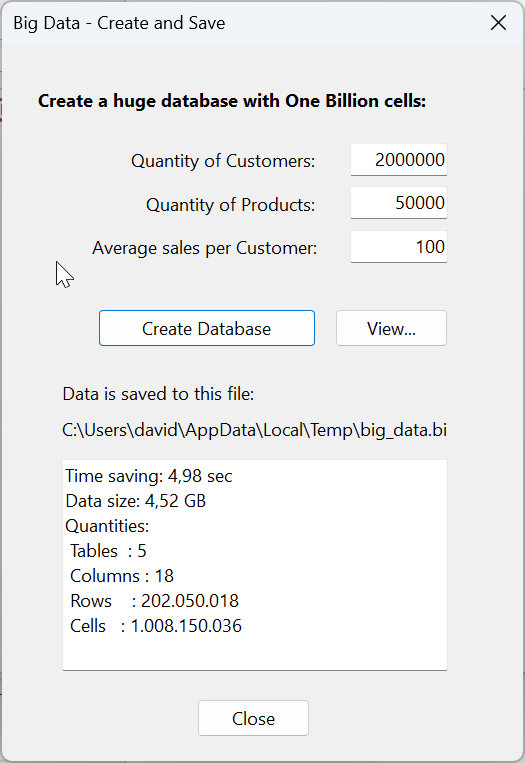 Big Data - Create and Save
Create a huge database with One Billion cells:
Quantity of Customers: 2000000
Quantity of Products: 50000
Average sales per Customer: 100
Create Database View...
Data is saved to this file:
C:\Users\david\AppData\Local\Temp\big_data.bi
Time saving: 4,98 sec
Data size: 4,52 GB
Quantities:
Tables : 5
Columns : 18
Rows : 202.050.018
Cells : 1.008.150.036
Close